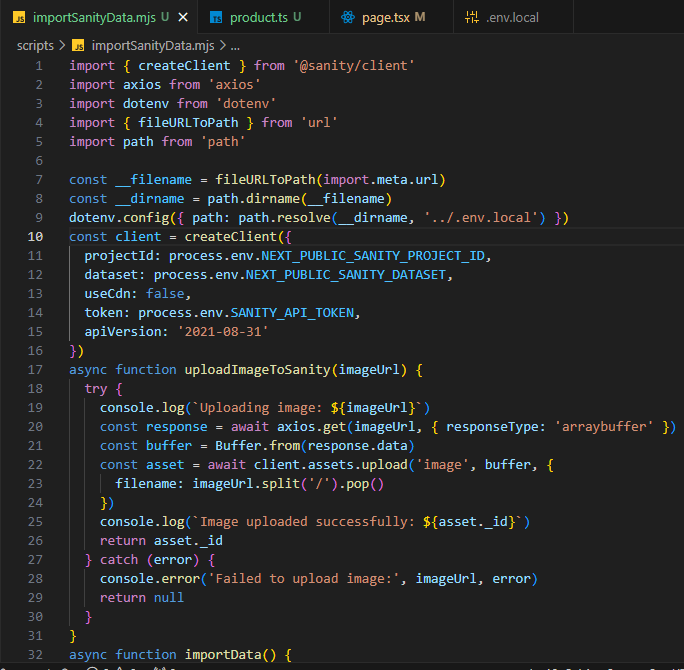 JS importSanityData.mjs U ×
TS product.ts U
page.tsx M
.env.local
scripts > JS importSanityData.mjs > ...
1 import { createClient } from '@sanity/client'
2 import axios from 'axios'
3 import dotenv from 'dotenv'
4 import { fileURLToPath } from 'url'
5 import path from 'path'
6
7 const __filename = fileURLToPath(import.meta.url)
8 const __dirname = path.dirname(__filename)
9 dotenv.config({ path: path.resolve(__dirname, '../.env.local') })
10 const client = createClient({
11   projectId: process.env.NEXT_PUBLIC_SANITY_PROJECT_ID,
12   dataset: process.env.NEXT_PUBLIC_SANITY_DATASET,
13   useCdn: false,
14   token: process.env.SANITY_API_TOKEN,
15   apiVersion: '2021-08-31'
16 })
17 async function uploadImageToSanity(imageUrl) {
18   try {
19     console.log(`Uploading image: ${imageUrl}`)
20     const response = await axios.get(imageUrl, { responseType: 'arraybuffer' })
21     const buffer = Buffer.from(response.data)
22     const asset = await client.assets.upload('image', buffer, {
23       filename: imageUrl.split('/').pop()
24     })
25     console.log(`Image uploaded successfully: ${asset._id}`)
26     return asset._id
27   } catch (error) {
28     console.error('Failed to upload image:', imageUrl, error)
29     return null
30   }
31 }
32 async function importData() {